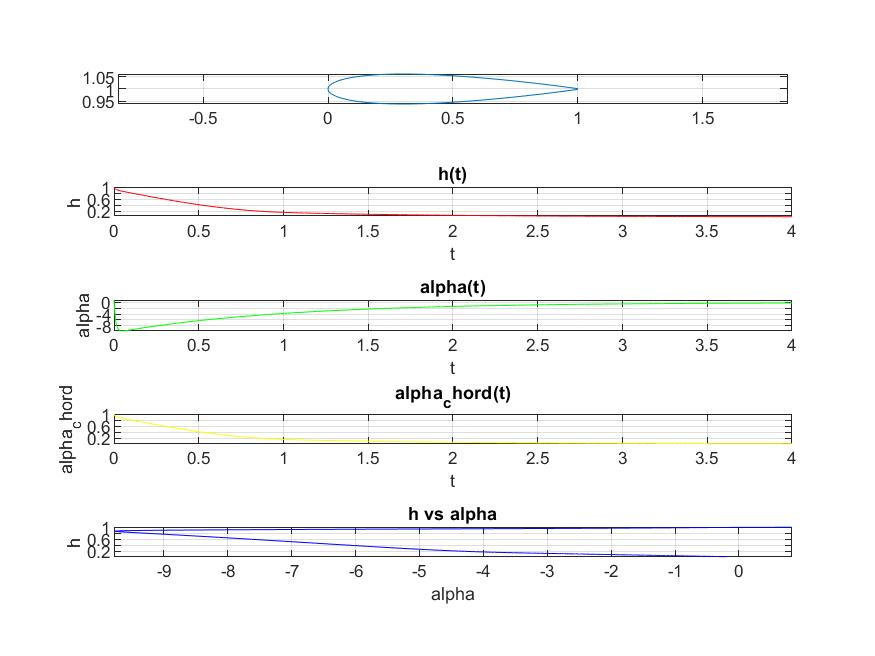 1.05
1
0.95
-0.5 0 0.5 1 1.5
h(t)
h
1
0.6
0.2
0 0.5 1 1.5 2 2.5 3 3.5 4
t
alpha(t)
alpha
0
-4
-8
0 0.5 1 1.5 2 2.5 3 3.5 4
t
alpha_chord(t)
alpha_chord
1
0.6
0.2
0 0.5 1 1.5 2 2.5 3 3.5 4
t
h vs alpha
h
1
0.6
0.2
-9 -8 -7 -6 -5 -4 -3 -2 -1 0
alpha